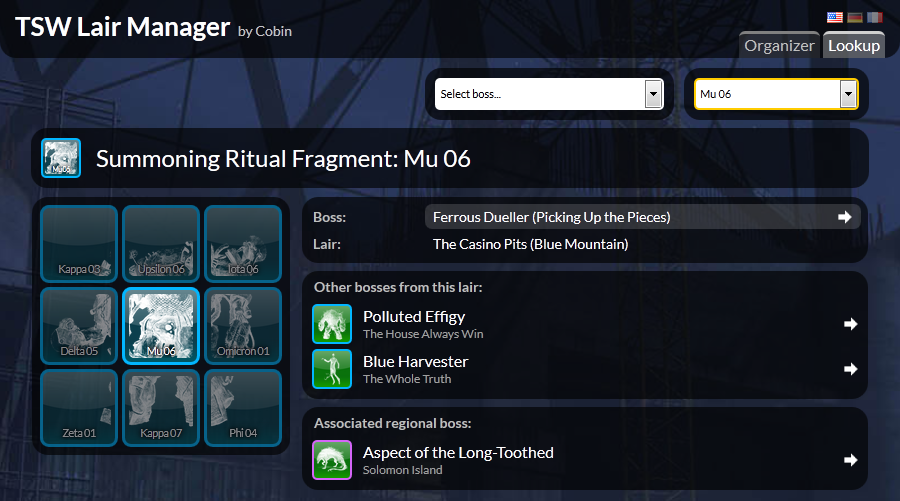 TSW Lair Manager by Cobin
Organizer Lookup
Select boss... Mu 06
Mu 06
Summoning Ritual Fragment: Mu 06
Kappa 03 Upsilon 06 Iota 06
Delta 05 Mu 06 Omicron 01
Zeta 01 Kappa 07 Phi 04
Boss: Ferrous Dueller (Picking Up the Pieces)
Lair: The Casino Pits (Blue Mountain)
Other bosses from this lair:
Polluted Effigy
The House Always Win
Blue Harvester
The Whole Truth
Associated regional boss:
Aspect of the Long-Toothed
Solomon Island